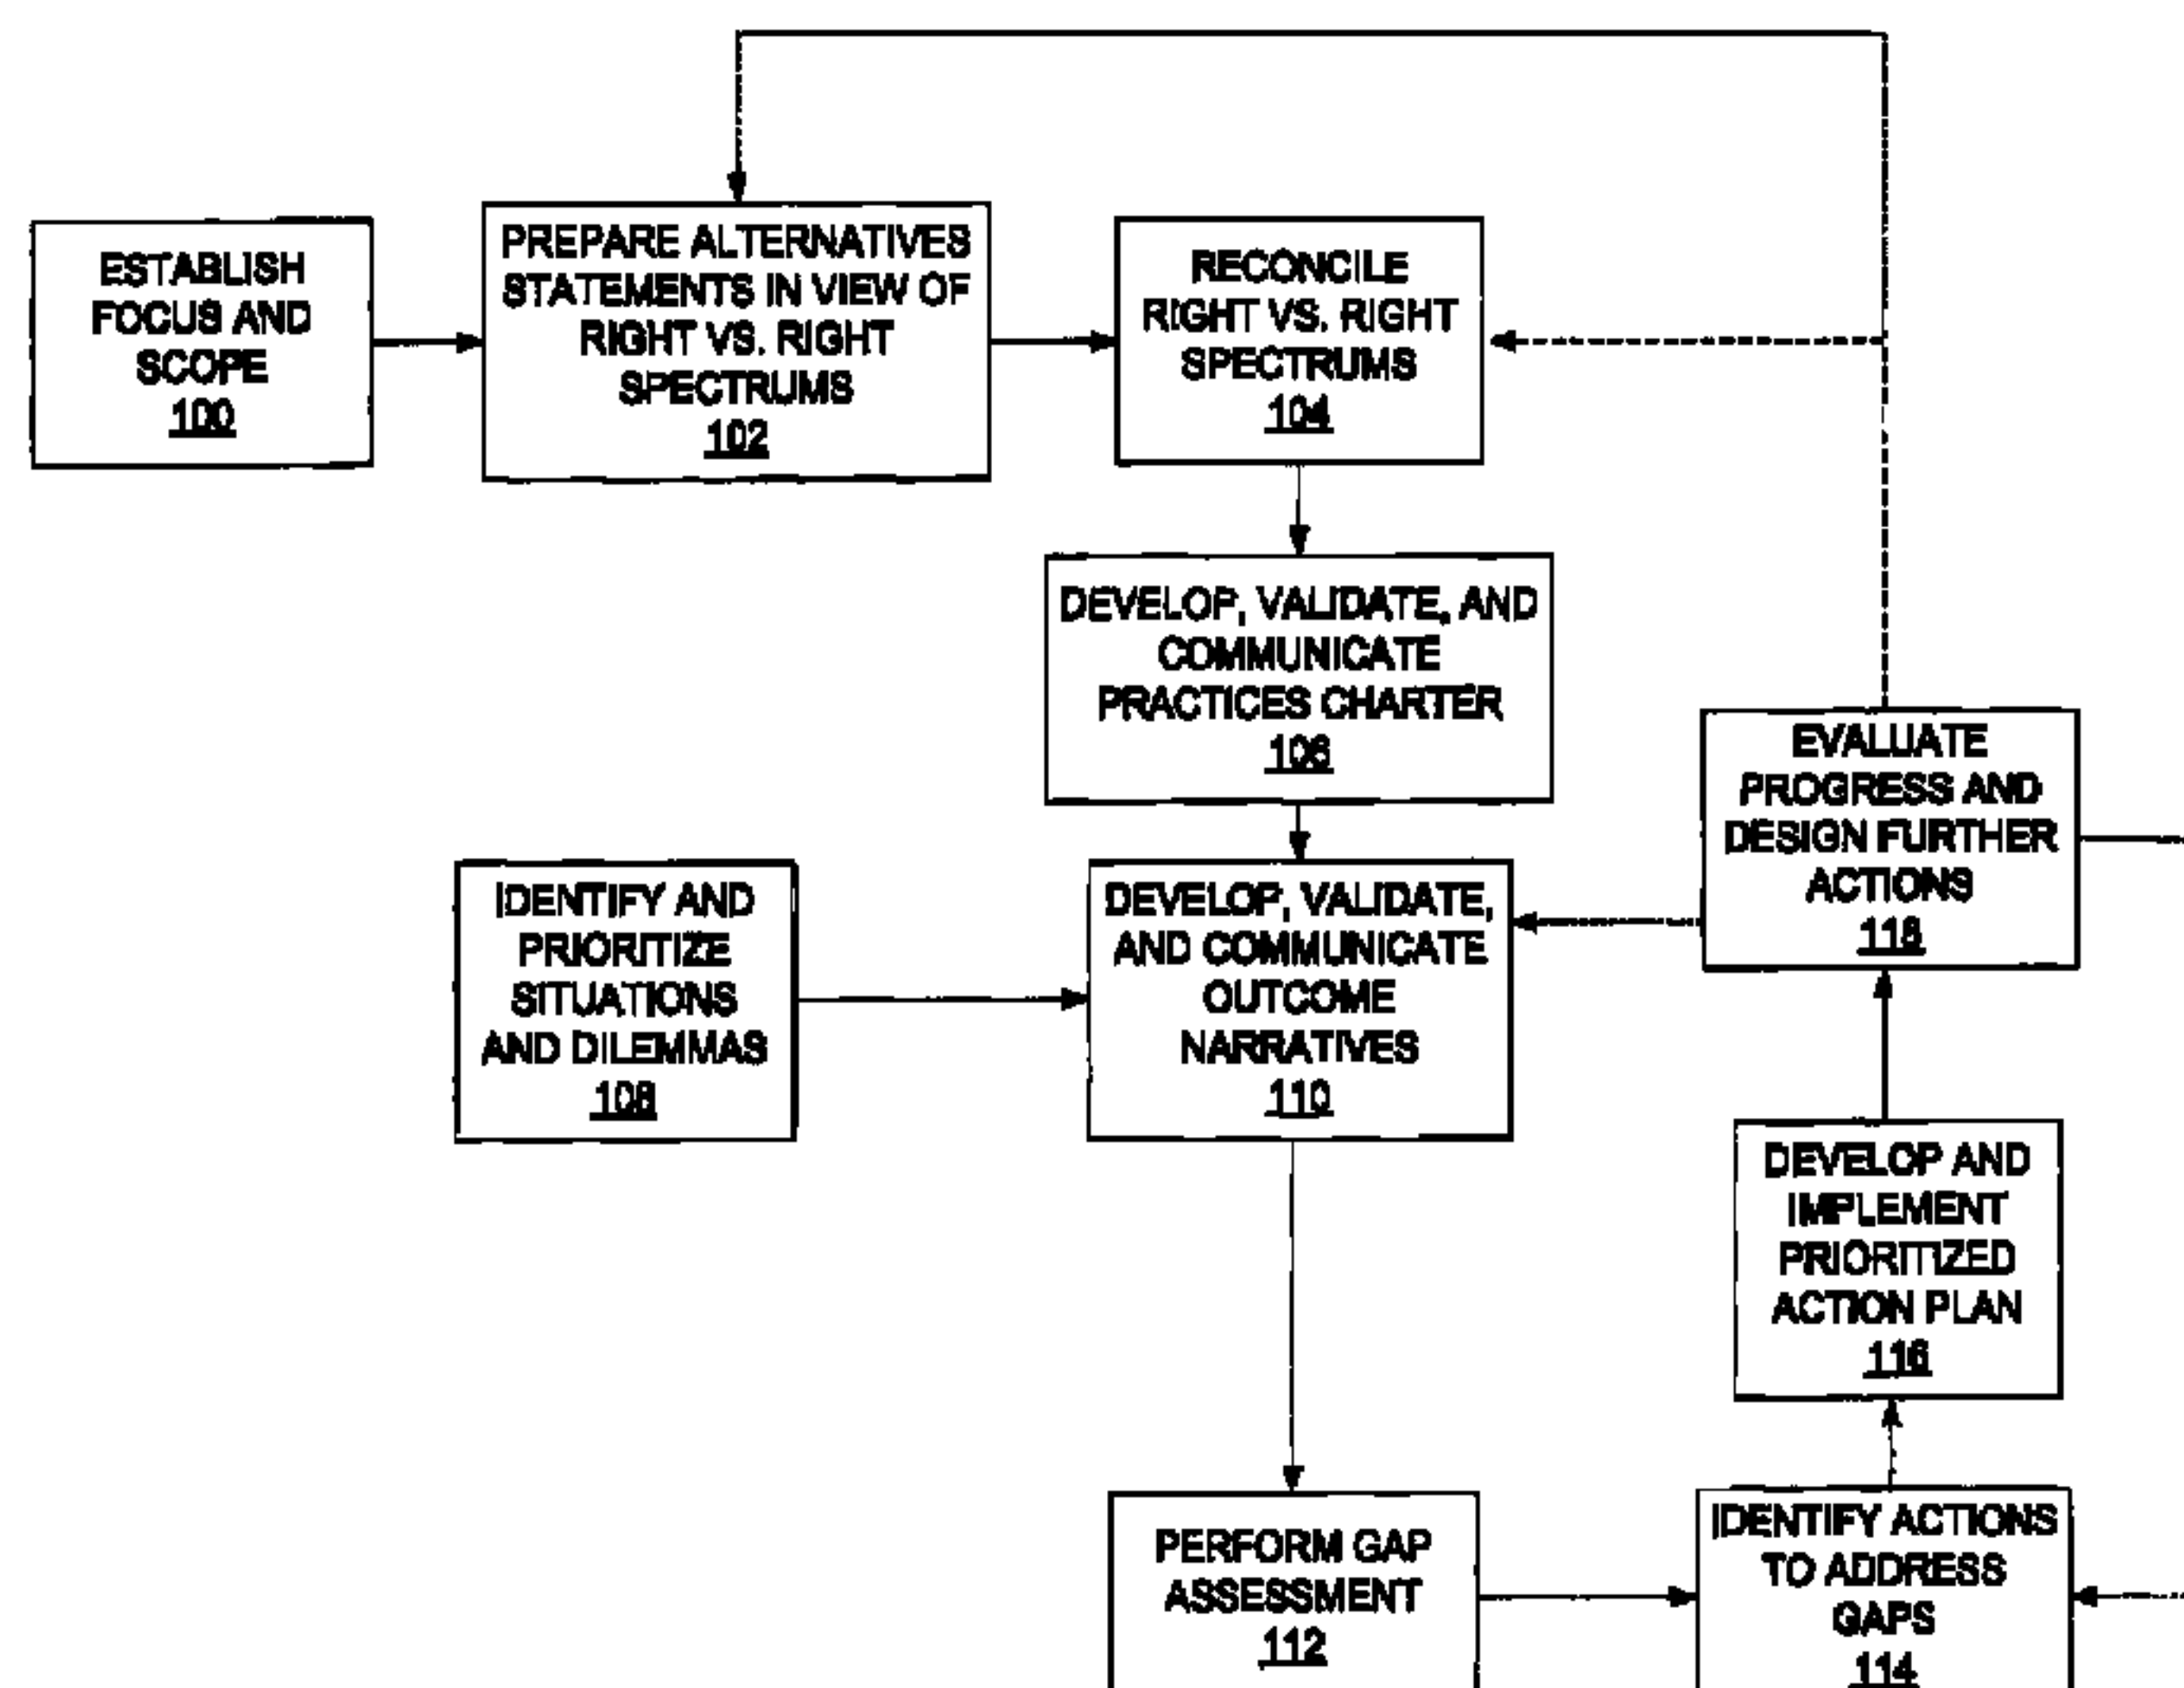 ESTABLISH
FOCUS AND
SCOPE
100
PREPARE ALTERNATIVES
STATEMENTS IN VIEW OF
RIGHT VS. RIGHT
SPECTRUMS
102
RECONCILE
RIGHT VS. RIGHT
SPECTRUMS
104
DEVELOP, VALIDATE, AND
COMMUNICATE
PRACTICES CHARTER
106
IDENTIFY AND
PRIORITIZE
SITUATIONS
AND DILEMMAS
108
DEVELOP, VALIDATE,
AND COMMUNICATE
OUTCOME
NARRATIVES
110
EVALUATE
PROGRESS AND
DESIGN FURTHER
ACTIONS
118
DEVELOP AND
IMPLEMENT
PRIORITIZED
ACTION PLAN
116
PERFORM GAP
ASSESSMENT
112
IDENTIFY ACTIONS
TO ADDRESS
GAPS
114